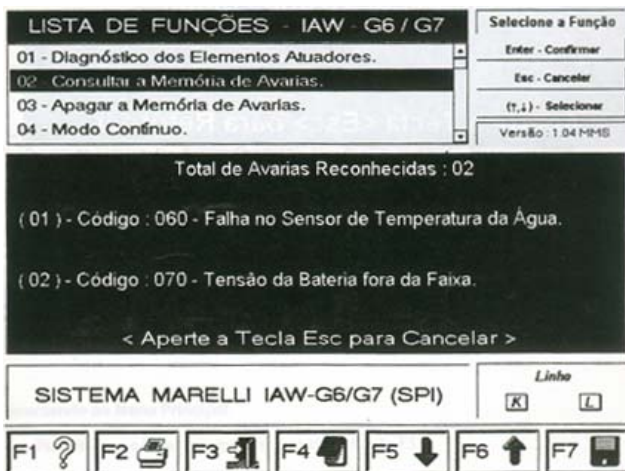 LISTA DE FUNÇÕES - IAW - G6 / G7
Selecione a Função
01 - Diagnóstico dos Elementos Atuadores.
02 - Consultar a Memória de Avarias.
03 - Apagar a Memória de Avarias.
04 - Modo Contínuo.
Enter - Confirmar
Esc - Cancelar
(↑,↓) - Selecionar
Versão : 1.04 MMS
Total de Avarias Reconhecidas : 02
( 01 ) - Código : 060 - Falha no Sensor de Temperatura da Água.
( 02 ) - Código : 070 - Tensão da Bateria fora da Faixa.
< Aperte a Tecla Esc para Cancelar >
SISTEMA MARELLI IAW-G6/G7 (SPI)
Linha
K L
F1 ? F2 F3 F4 F5 F6 F7